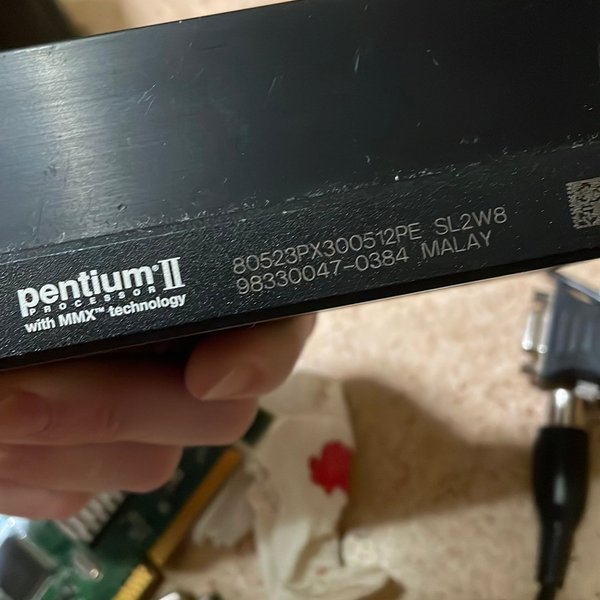 pentium® II
PROCESSOR
with MMX™ technology
80523PX300512PE SL2W8
98330047-0384 MALAY